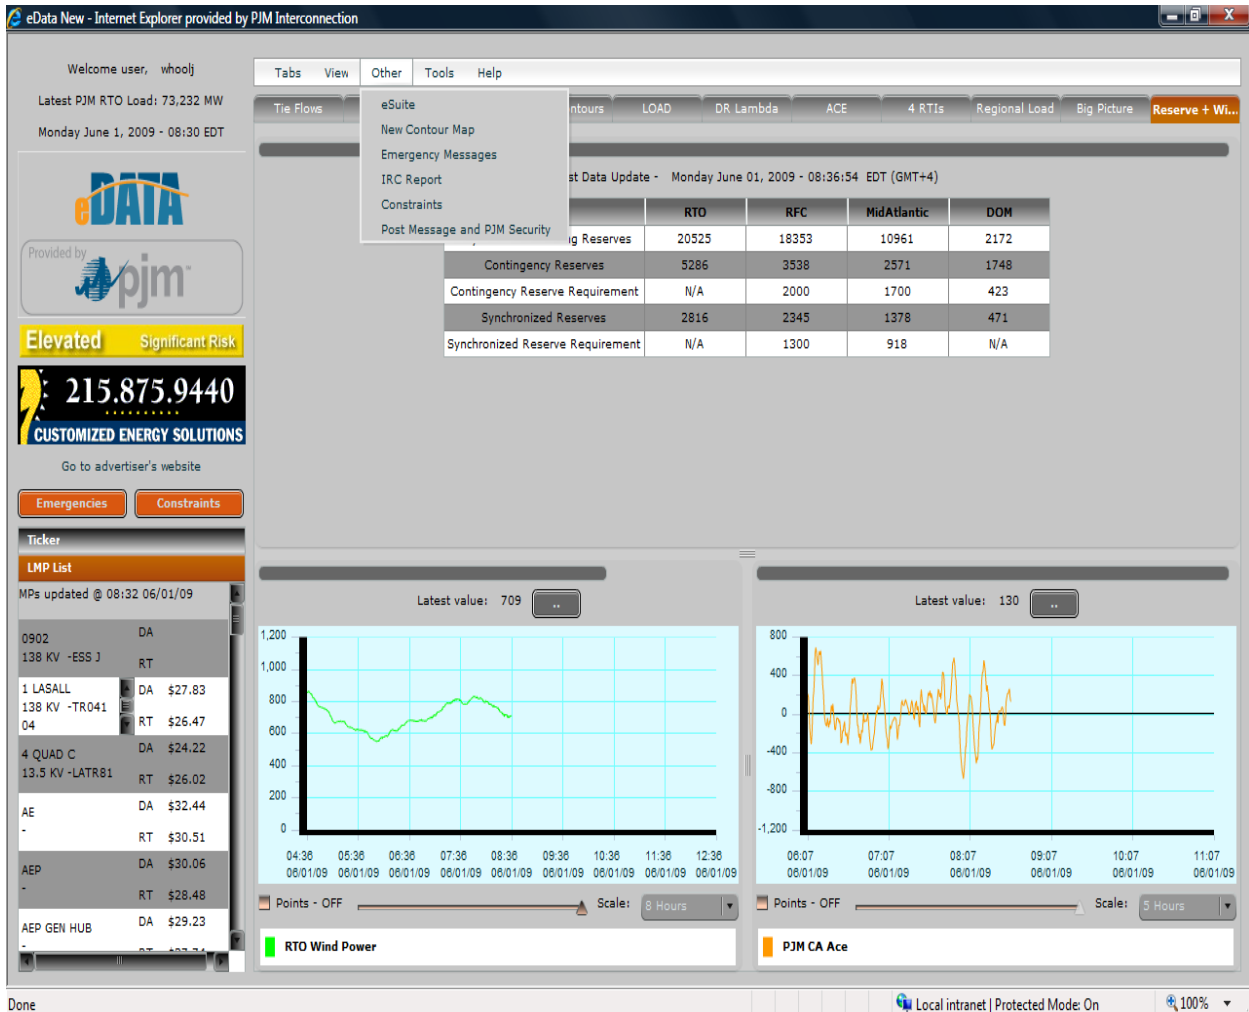 eData New - Internet Explorer provided by PJM Interconnection
Welcome user, whoolj
Latest PJM RTO Load: 73,232 MW
Monday June 1, 2009 - 08:30 EDT
eDATA
Provided by
pjm
Elevated Significant Risk
215.875.9440
CUSTOMIZED ENERGY SOLUTIONS
Go to advertiser's website
Emergencies Constraints
Ticker
LMP List
MPs updated @ 08:32 06/01/09
0902 DA
138 KV -ESS J RT
1 LASALL DA $27.83
138 KV -TR041
04 RT $26.47
4 QUAD C DA $24.22
13.5 KV -LATR81 RT $26.02
AE DA $32.44
- RT $30.51
AEP DA $30.06
- RT $28.48
AEP GEN HUB DA $29.23
Tabs View Other Tools Help
eSuite
New Contour Map
Emergency Messages
IRC Report
Constraints
Post Message and PJM Security
Tie Flows ntours LOAD DR Lambda ACE 4 RTIs Regional Load Big Picture Reserve + Wi...
st Data Update - Monday June 01, 2009 - 08:36:54 EDT (GMT+4)
RTO RFC MidAtlantic DOM
g Reserves 20525 18353 10961 2172
Contingency Reserves 5286 3538 2571 1748
Contingency Reserve Requirement N/A 2000 1700 423
Synchronized Reserves 2816 2345 1378 471
Synchronized Reserve Requirement N/A 1300 918 N/A
Latest value: 709 ..
1,200
1,000
800
600
400
200
0
04:36 05:36 06:36 07:36 08:36 09:36 10:36 11:36 12:36
06/01/09 06/01/09 06/01/09 06/01/09 06/01/09 06/01/09 06/01/09 06/01/09 06/01/09
Points - OFF Scale: 8 Hours
RTO Wind Power
Latest value: 130 ..
800
400
0
-400
-800
-1,200
06:07 07:07 08:07 09:07 10:07 11:07
06/01/09 06/01/09 06/01/09 06/01/09 06/01/09 06/01/09
Points - OFF Scale: 5 Hours
PJM CA Ace
Done Local intranet | Protected Mode: On 100%